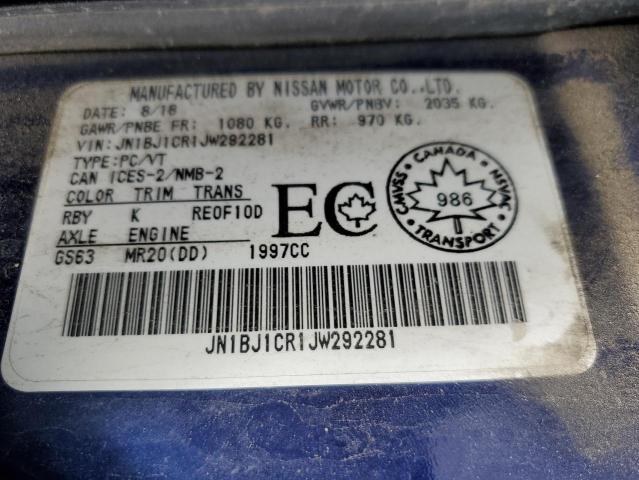 MANUFACTURED BY NISSAN MOTOR CO.,LTD.
DATE: 8/18 GVWR/PNBV: 2035 KG.
GAWR/PNBE FR: 1080 KG. RR: 970 KG.
VIN:JN1BJ1CR1JW292281
TYPE:PC/VT
CAN ICES-2/NMB-2
COLOR TRIM TRANS
RBY K RE0F10D
AXLE ENGINE
GS63 MR20(DD) 1997CC
EC
CANADA
CMVSS
986
NSVAC
TRANSPORT
JN1BJ1CR1JW292281